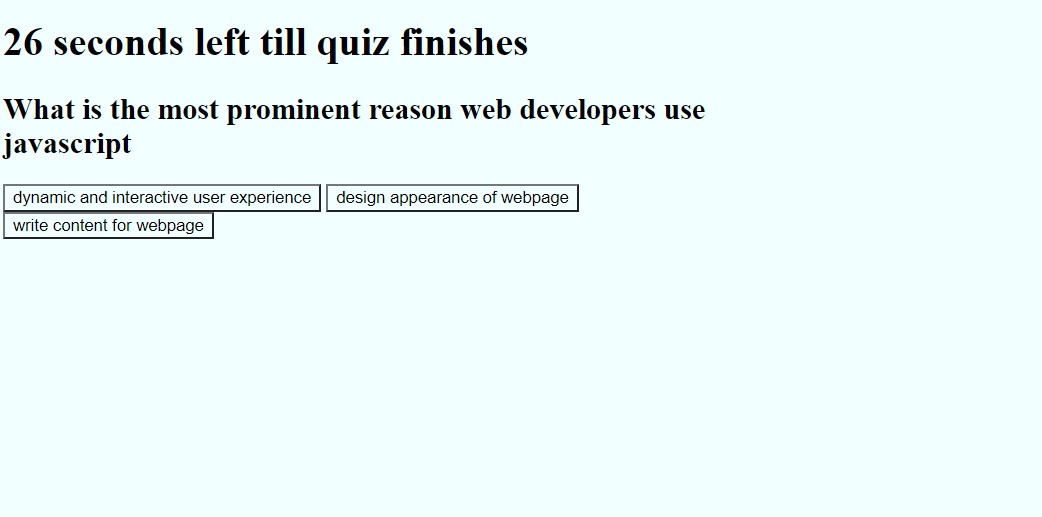 26 seconds left till quiz finishes
What is the most prominent reason web developers use
javascript
dynamic and interactive user experience design appearance of webpage
write content for webpage